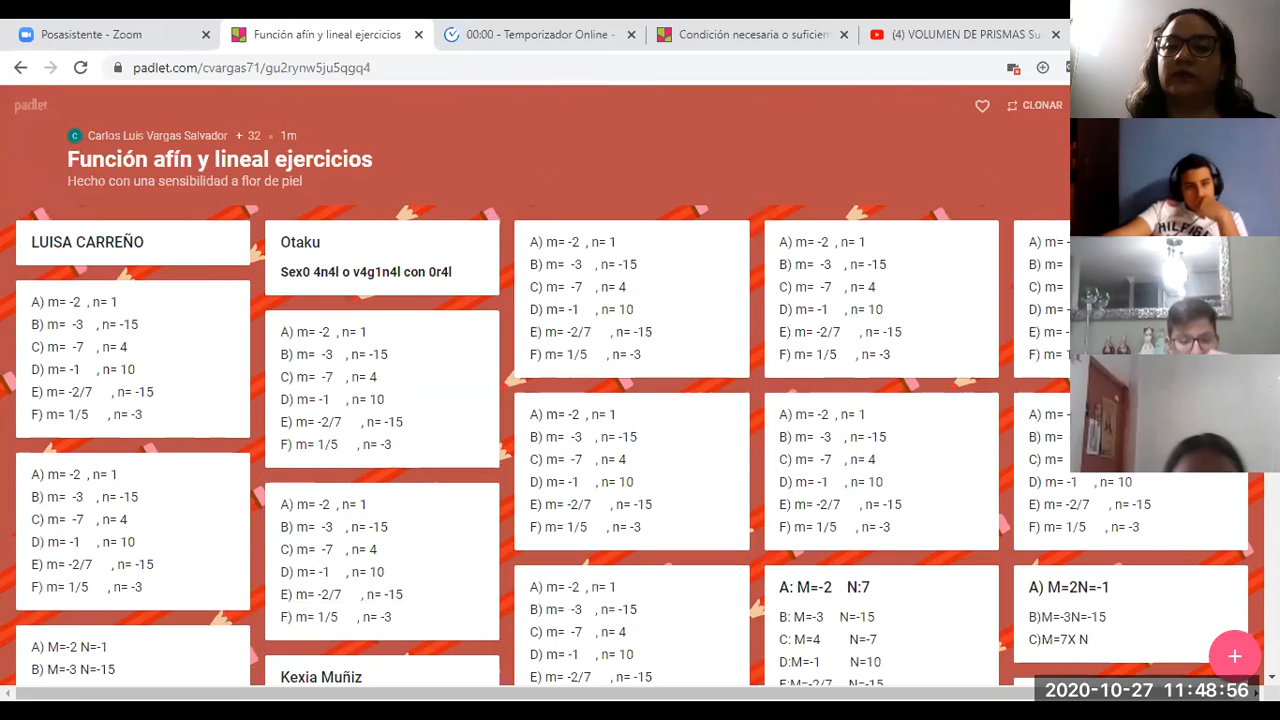 Posasistente - Zoom
Función afín y lineal ejercicios
00:00 - Temporizador Online -
Condición necesaria o suficien
(4) VOLUMEN DE PRISMAS Su
padlet.com/cvargas71/gu2rynw5ju5qgq4
padlet
CLONAR
C Carlos Luis Vargas Salvador + 32 • 1m
Función afín y lineal ejercicios
Hecho con una sensibilidad a flor de piel
LUISA CARREÑO
A) m= -2 , n= 1
B) m= -3 , n= -15
C) m= -7 , n= 4
D) m= -1 , n= 10
E) m= -2/7 , n= -15
F) m= 1/5 , n= -3
A) m= -2 , n= 1
B) m= -3 , n= -15
C) m= -7 , n= 4
D) m= -1 , n= 10
E) m= -2/7 , n= -15
F) m= 1/5 , n= -3
A) M=-2 N=-1
B) M=-3 N=-15
Otaku
Sex0 4n4l o v4g1n4l con 0r4l
A) m= -2 , n= 1
B) m= -3 , n= -15
C) m= -7 , n= 4
D) m= -1 , n= 10
E) m= -2/7 , n= -15
F) m= 1/5 , n= -3
A) m= -2 , n= 1
B) m= -3 , n= -15
C) m= -7 , n= 4
D) m= -1 , n= 10
E) m= -2/7 , n= -15
F) m= 1/5 , n= -3
Kexia Muñiz
A) m= -2 , n= 1
B) m= -3 , n= -15
C) m= -7 , n= 4
D) m= -1 , n= 10
E) m= -2/7 , n= -15
F) m= 1/5 , n= -3
A) m= -2 , n= 1
B) m= -3 , n= -15
C) m= -7 , n= 4
D) m= -1 , n= 10
E) m= -2/7 , n= -15
F) m= 1/5 , n= -3
A) m= -2 , n= 1
B) m= -3 , n= -15
C) m= -7 , n= 4
D) m= -1 , n= 10
E) m= -2/7 , n= -15
A) m= -2 , n= 1
B) m= -3 , n= -15
C) m= -7 , n= 4
D) m= -1 , n= 10
E) m= -2/7 , n= -15
F) m= 1/5 , n= -3
A) m= -2 , n= 1
B) m= -3 , n= -15
C) m= -7 , n= 4
D) m= -1 , n= 10
E) m= -2/7 , n= -15
F) m= 1/5 , n= -3
A: M=-2 N:7
B: M=-3 N=-15
C: M=4 N=-7
D:M=-1 N=10
E:M=-2/7 N=-15
A) m= -
B) m=
C) m=
D) m= -
E) m= -
F) m= 1
A) m= -
B) m=
C) m=
D) m= -1 , n= 10
E) m= -2/7 , n= -15
F) m= 1/5 , n= -3
A) M=2N=-1
B)M=-3N=-15
C)M=7X N
HILFIG
2020-10-27 11:48:56